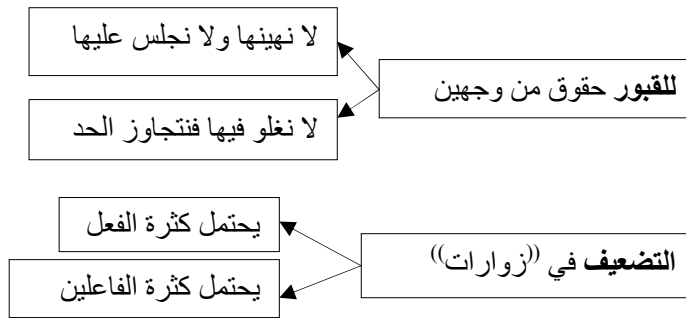 للقبور حقوق من وجهين
لا نهينها ولا نجلس عليها
لا نغلو فيها فنتجاوز الحد
التضعيف في ((زوارات))
يحتمل كثرة الفعل
يحتمل كثرة الفاعلين